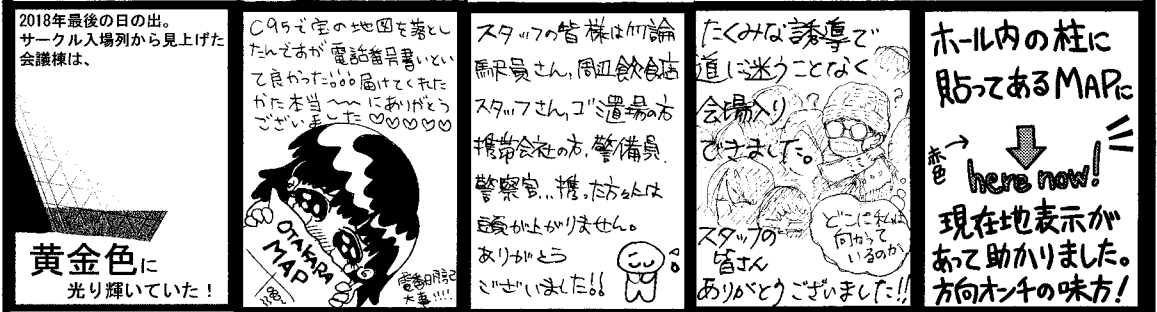 2018年最後の日の出。
サークル入場列から見上げた
会議棟は、
黄金色に
光り輝いていた！
C95で宝の地図を落とし
たんですが電話番号書いとい
て良かった!!!。届けてくれた
かた本当〜〜にありがとう
ございました♡♡♡♡♡
OTAKARA
MAP
電番明記
大事!!!!
スタッフの皆様は勿論
駅員さん,周辺飲食店
スタッフさん,ゴミ置場の方
携帯会社の方、警備員
警察官...携った方々には
頭が上がりません。
ありがとう
ございました!!
たくみな誘導で
道に迷うことなく
会場入り
できました。
どこに私は
向かって
いるのか
スタッフの
皆さん
ありがとうございました!!
ホール内の柱に
貼ってあるMAPに
赤色→
here now!
現在地表示が
あって助かりました。
方向オンチの味方!